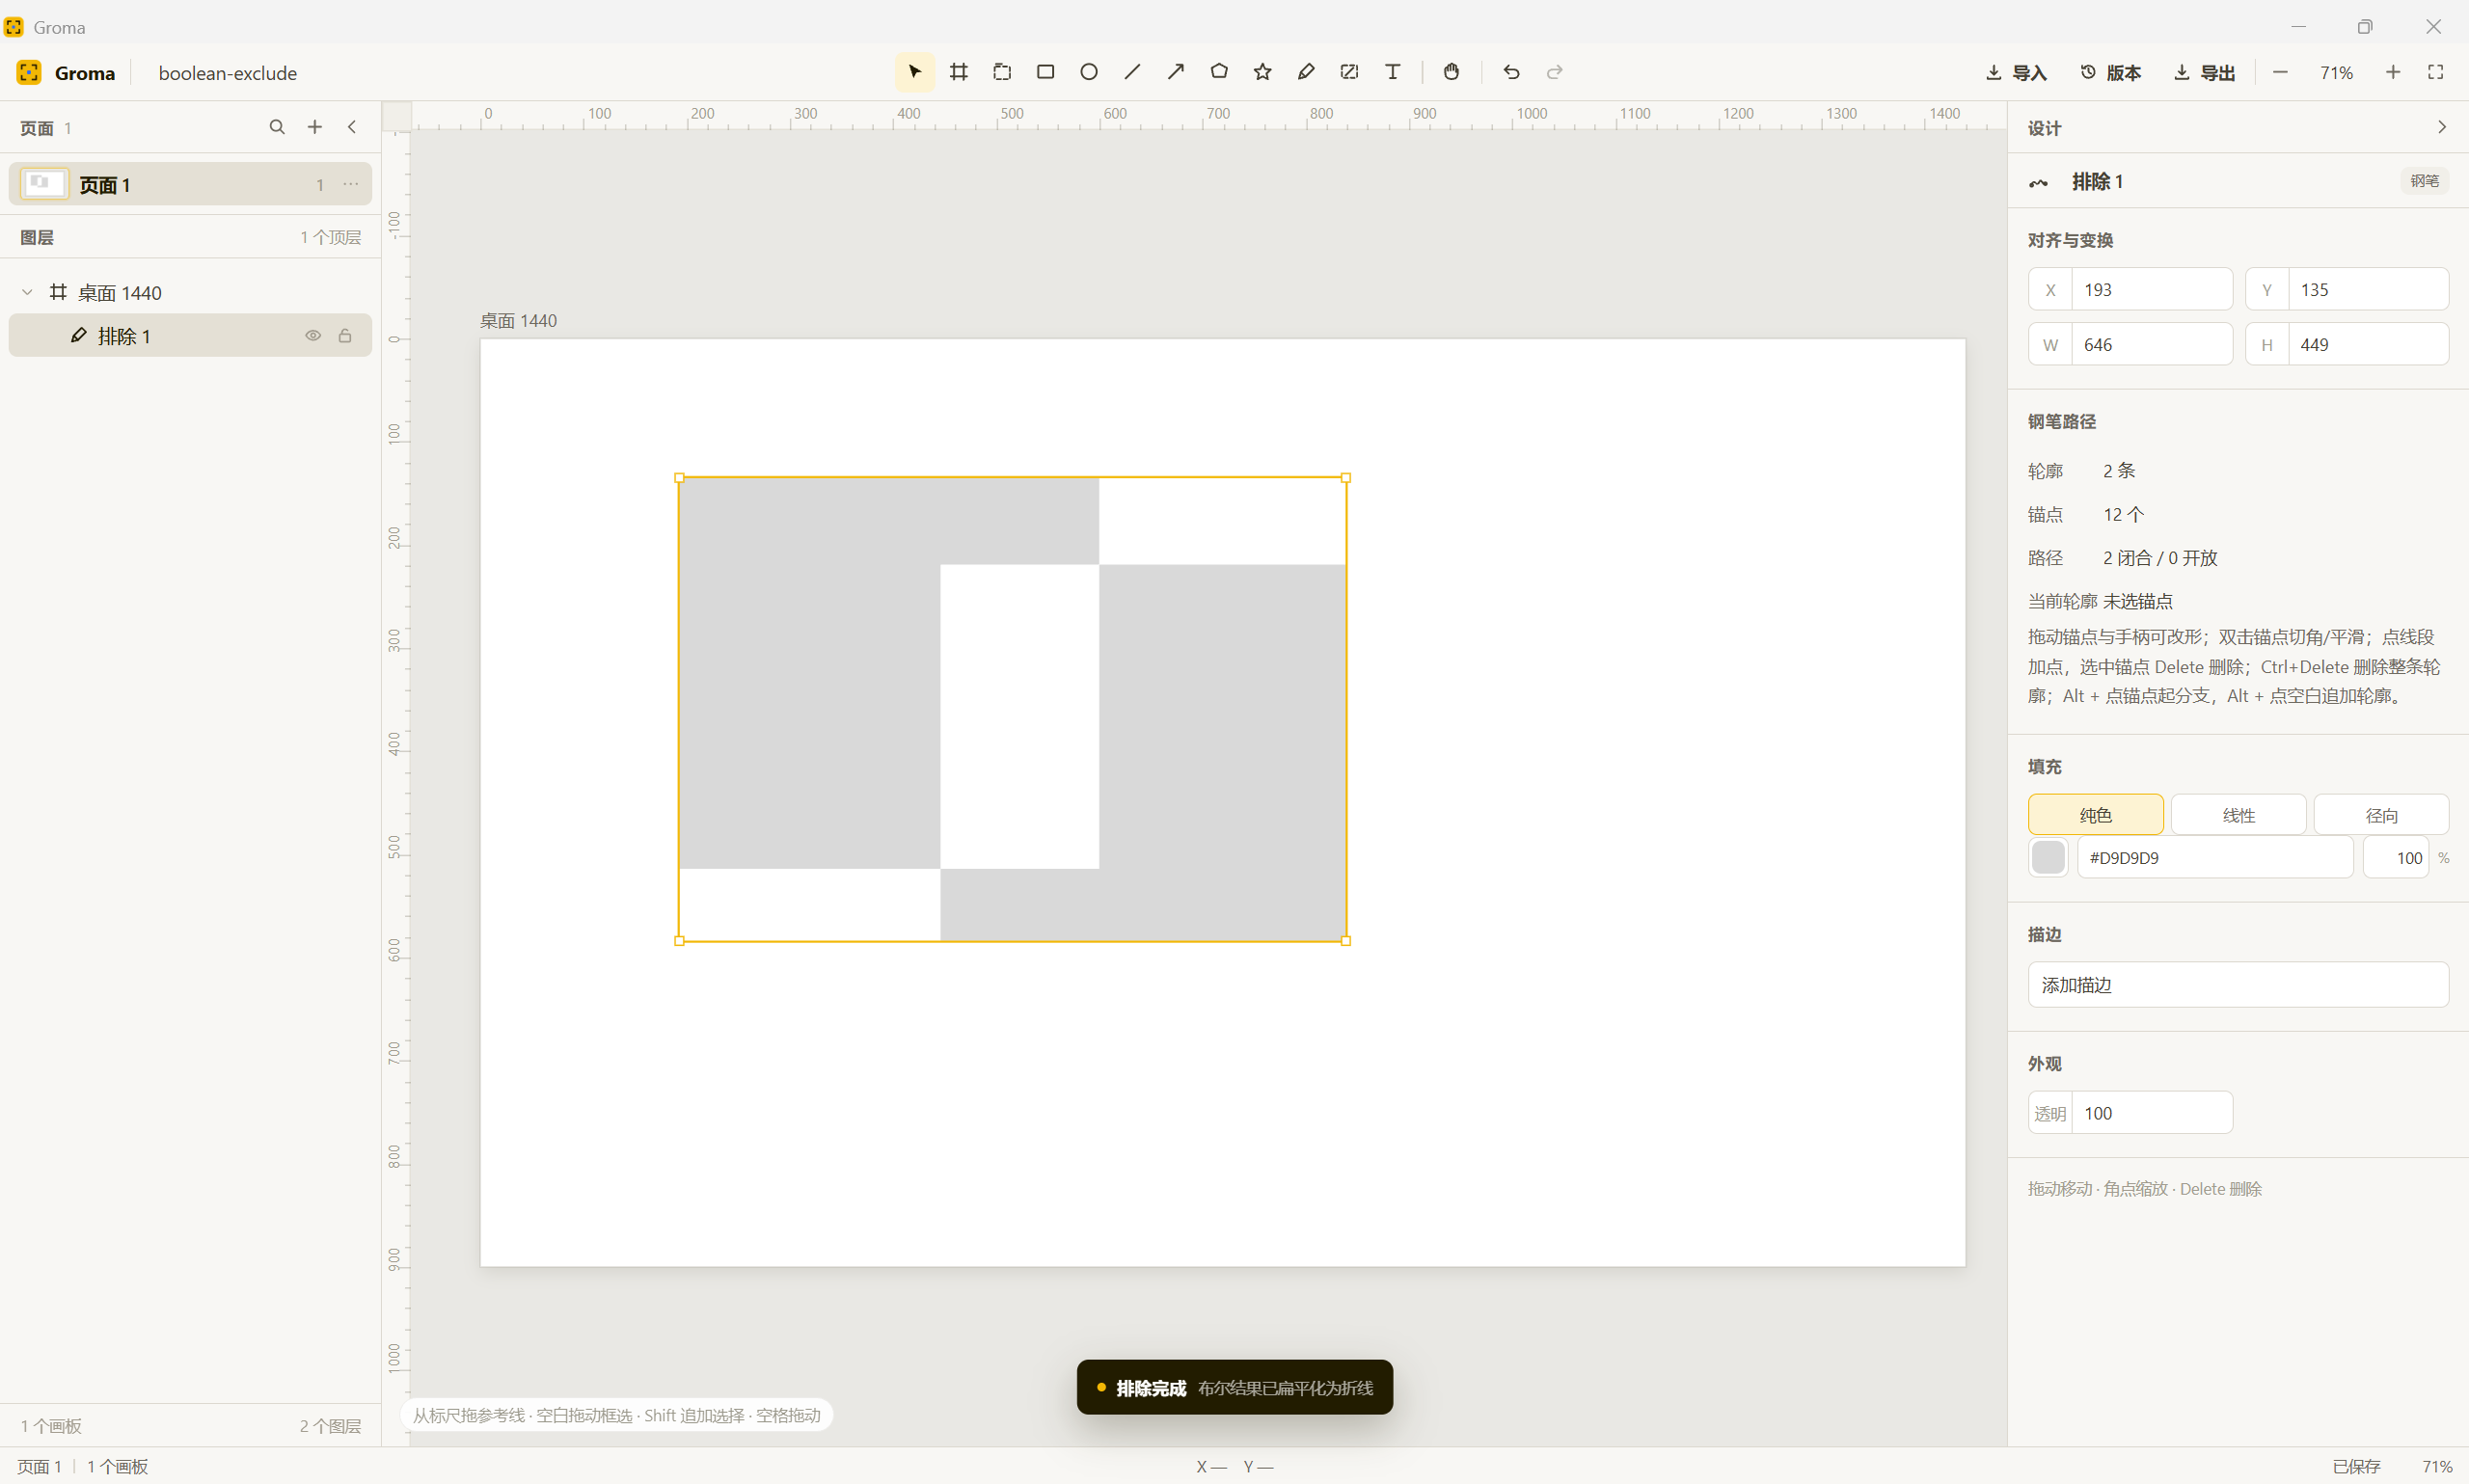 Groma
Groma
boolean-exclude
导入
版本
导出
71%
页面 1
页面 1
1
图层
1 个顶层
桌面 1440
排除 1
0 100 200 300 400 500 600 700 800 900 1000 1100 1200 1300 1400
-100
0
100
200
300
400
500
600
700
800
900
1000
桌面 1440
排除完成 布尔结果已扁平化为折线
从标尺拖参考线 · 空白拖动框选 · Shift 追加选择 · 空格拖动
设计
排除 1
钢笔
对齐与变换
X 193
Y 135
W 646
H 449
钢笔路径
轮廓 2 条
锚点 12 个
路径 2 闭合 / 0 开放
当前轮廓 未选锚点
拖动锚点与手柄可改形；双击锚点切角/平滑；点线段
加点，选中锚点 Delete 删除；Ctrl+Delete 删除整条轮
廓；Alt + 点锚点起分支，Alt + 点空白追加轮廓。
填充
纯色
线性
径向
#D9D9D9
100 %
描边
添加描边
外观
透明 100
拖动移动 · 角点缩放 · Delete 删除
1 个画板
2 个图层
页面 1
1 个画板
X — Y —
已保存
71%